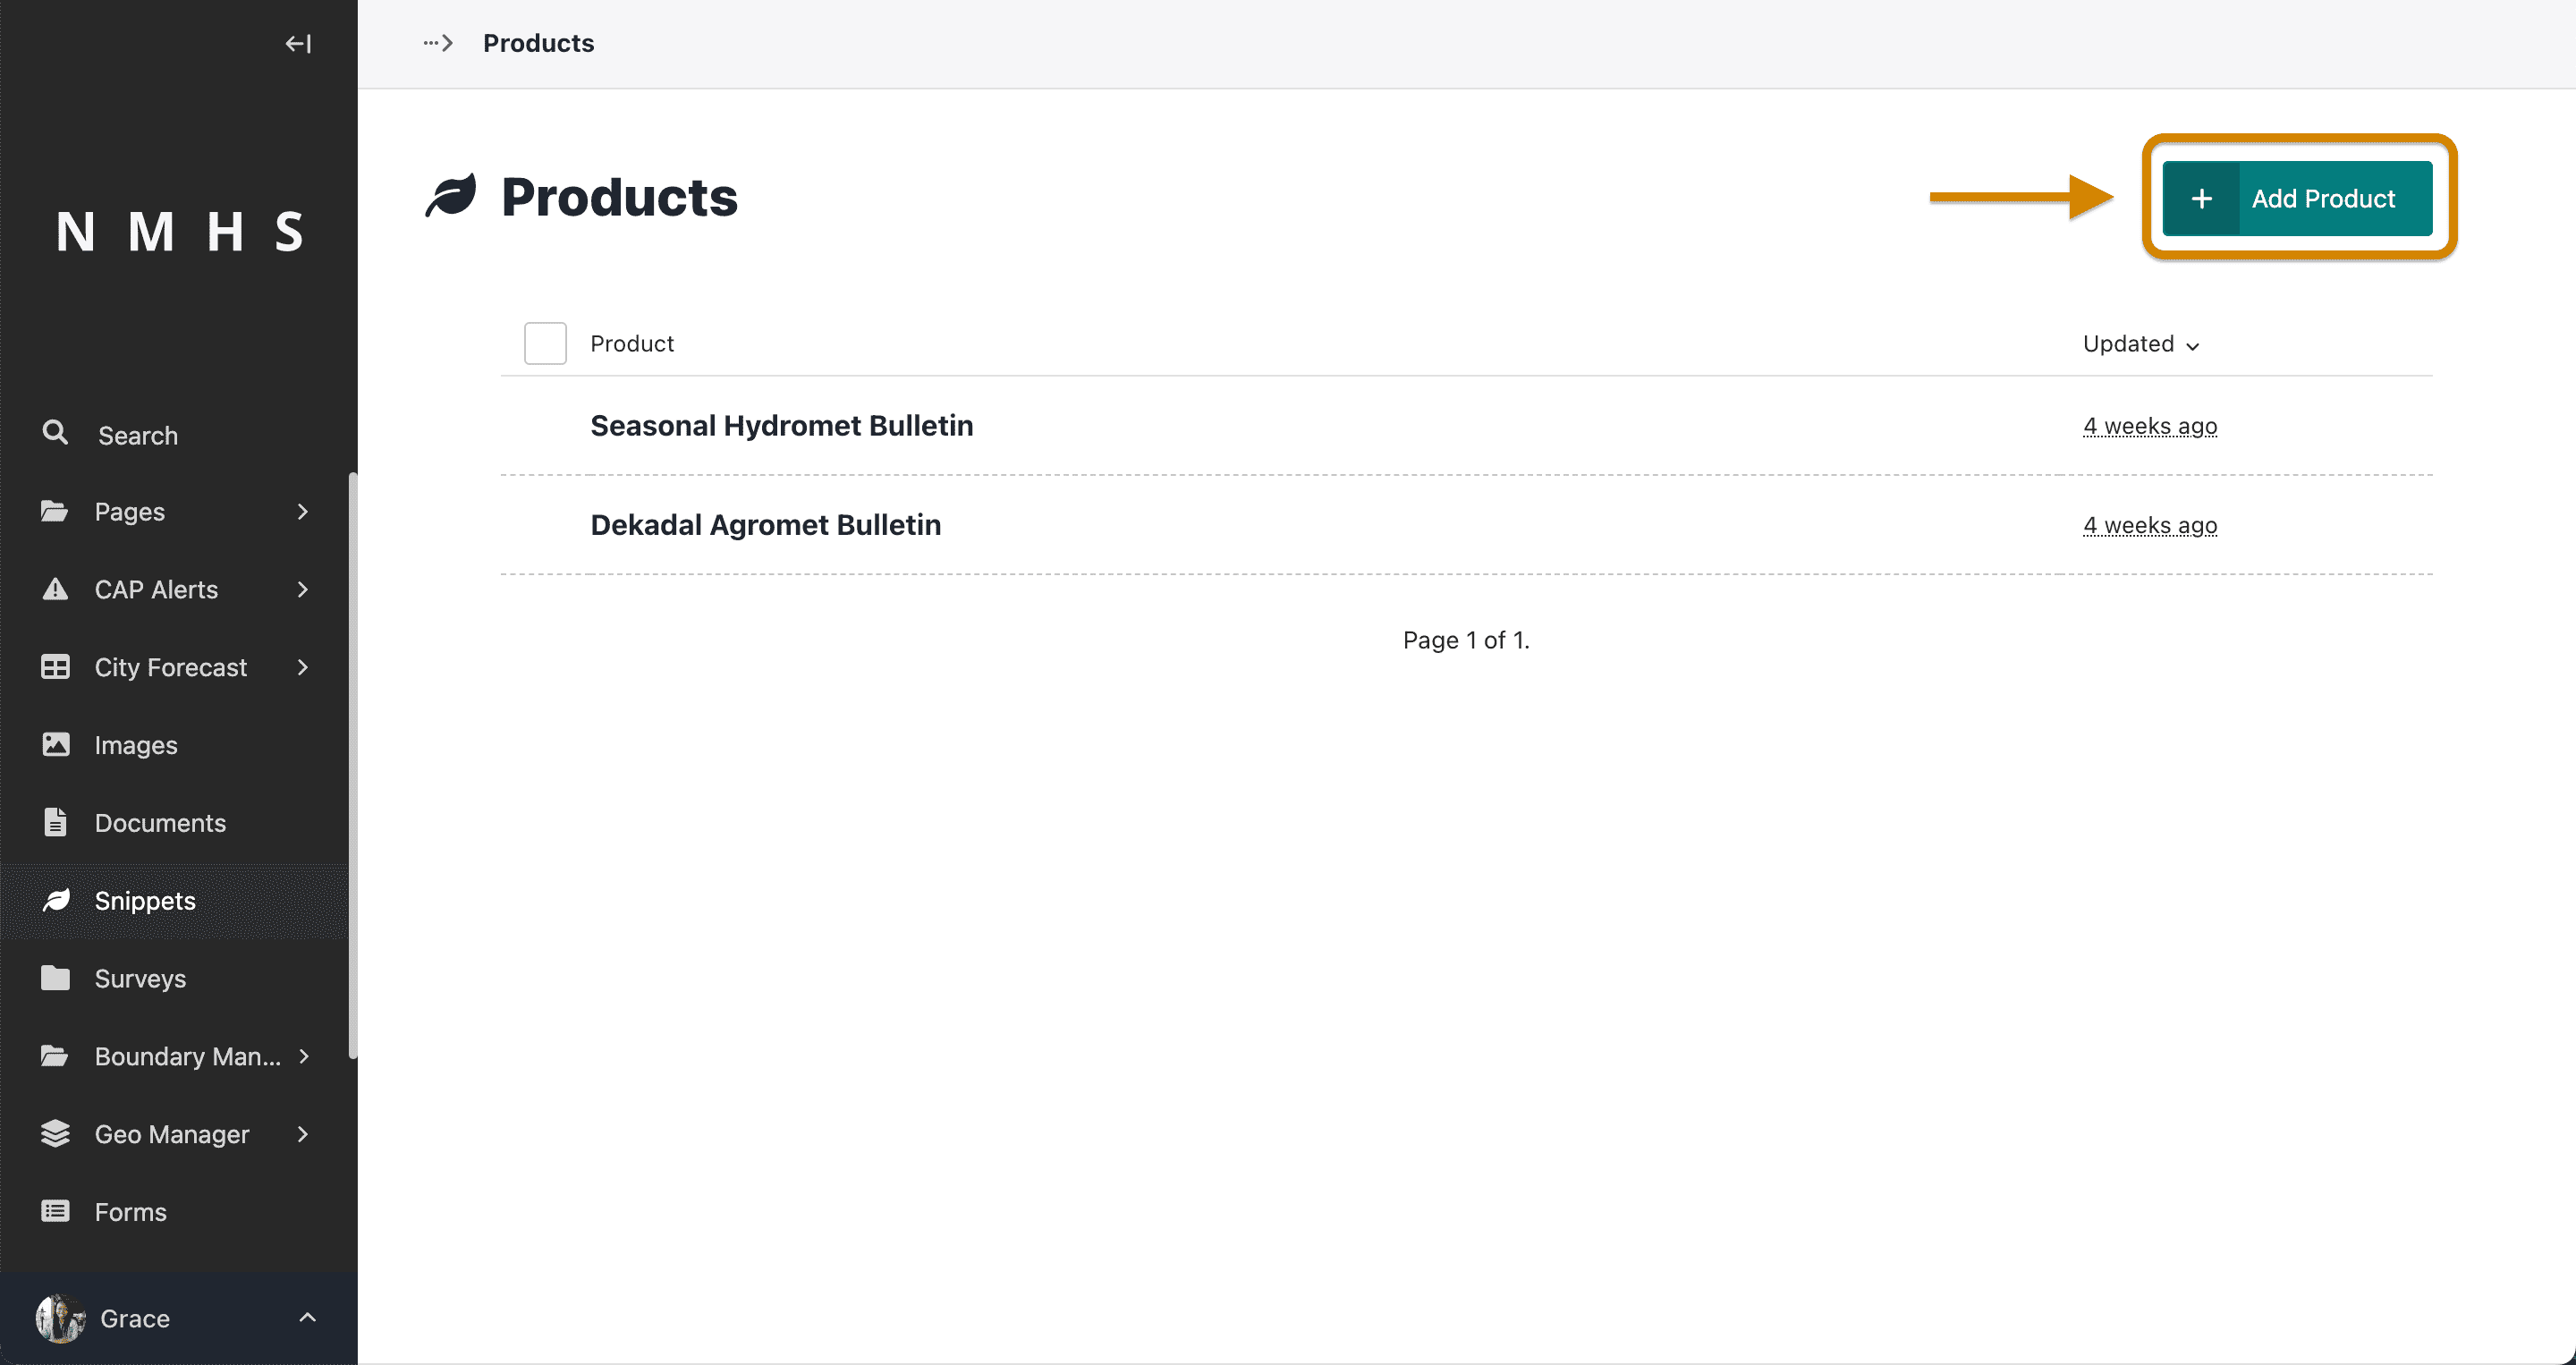 Products
N M H S
Search
Pages
CAP Alerts
City Forecast
Images
Documents
Snippets
Surveys
Boundary Man...
Geo Manager
Forms
Grace
Products
+ Add Product
Product Updated
Seasonal Hydromet Bulletin 4 weeks ago
Dekadal Agromet Bulletin 4 weeks ago
Page 1 of 1.